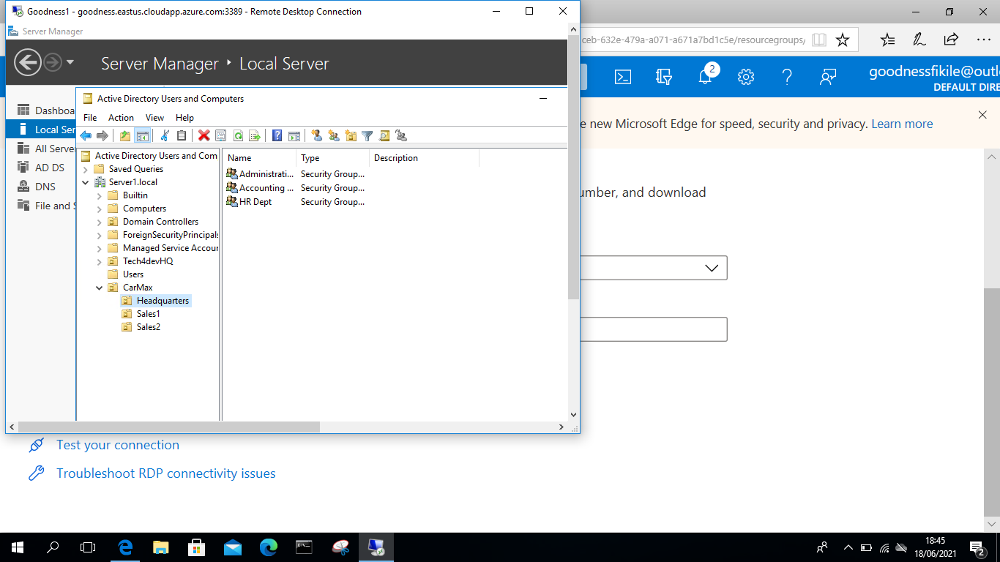 Goodness1 - goodness.eastus.cloudapp.azure.com:3389 - Remote Desktop Connection
Server Manager
Server Manager ‣ Local Server
Dashboa
Local Ser
All Serve
AD DS
DNS
File and S
Active Directory Users and Computers
File Action View Help
Active Directory Users and Com
Saved Queries
Server1.local
Builtin
Computers
Domain Controllers
ForeignSecurityPrincipals
Managed Service Accour
Tech4devHQ
Users
CarMax
Headquarters
Sales1
Sales2
Name Type Description
Administrati... Security Group...
Accounting ... Security Group...
HR Dept Security Group...
ceb-632e-479a-a071-a671a7bd1c5e/resourcegroups/
2
goodnessfikile@outlo
DEFAULT DIRE
e new Microsoft Edge for speed, security and privacy. Learn more
umber, and download
Test your connection
Troubleshoot RDP connectivity issues
18:45
18/06/2021
2